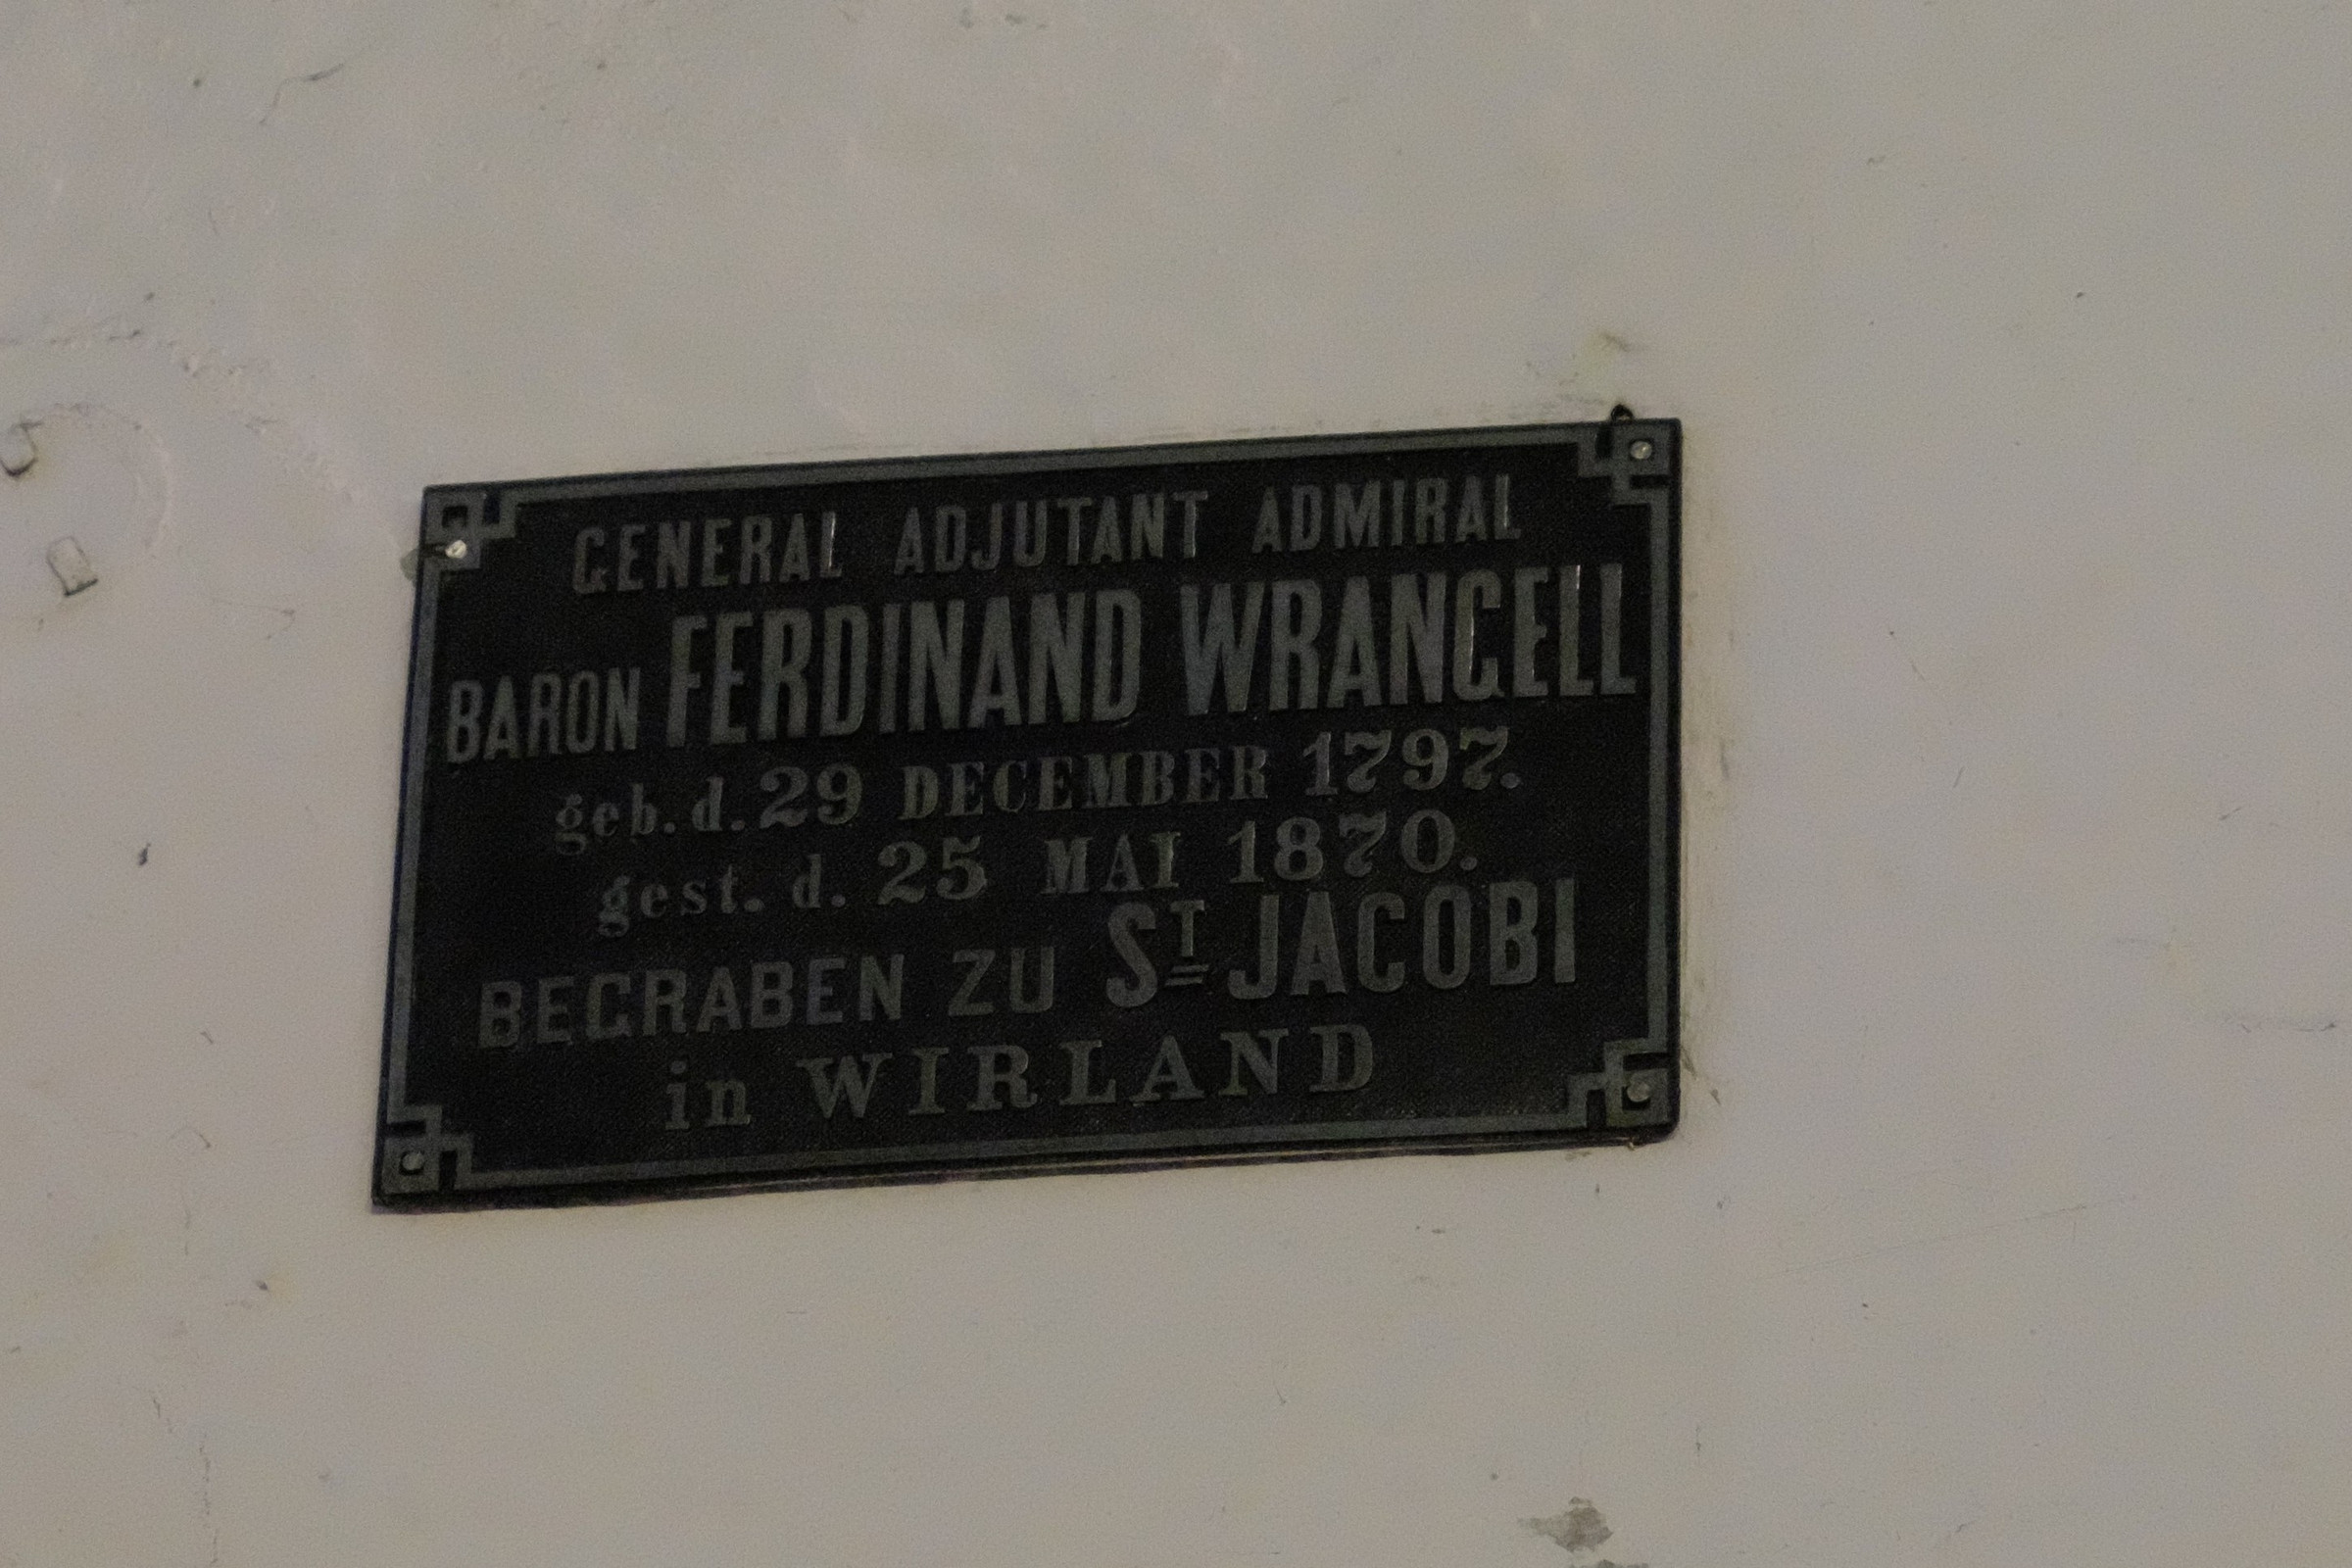 GENERAL ADJUTANT ADMIRAL
BARON FERDINAND WRANGELL
geb. d. 29 DECEMBER 1797.
gest. d. 25 MAI 1870.
BEGRABEN ZU ST JACOBI
in WIRLAND